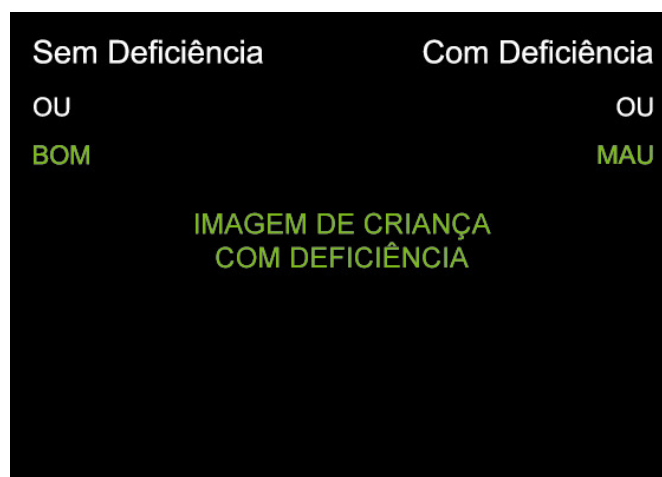 Sem Deficiência Com Deficiência
OU OU
BOM MAU
IMAGEM DE CRIANÇA
COM DEFICIÊNCIA